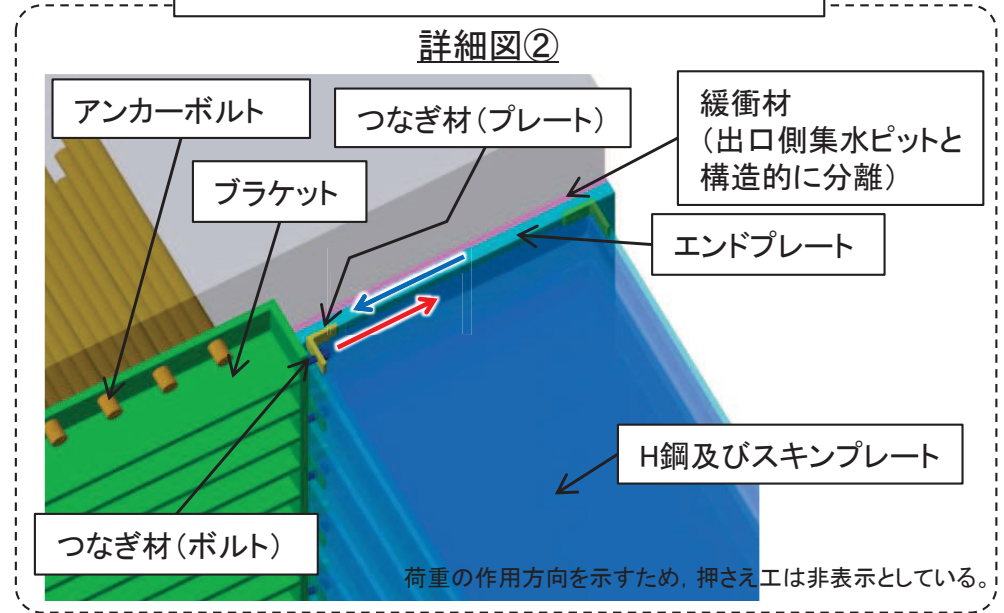 詳細図②
アンカーボルト
つなぎ材（プレート）
緩衝材
（出口側集水ピットと
構造的に分離）
ブラケット
エンドプレート
H鋼及びスキンプレート
つなぎ材（ボルト）
荷重の作用方向を示すため，押さえ工は非表示としている。